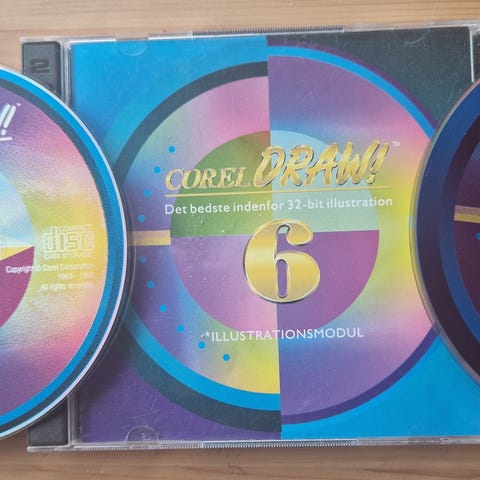 2
!!
COREL DRAW!™
Det bedste indenfor 32-bit illustration
6
*ILLUSTRATIONSMODUL
COMPACT
disc
DATA STORAGE
Copyright © Corel Corporation
All rights reserved.